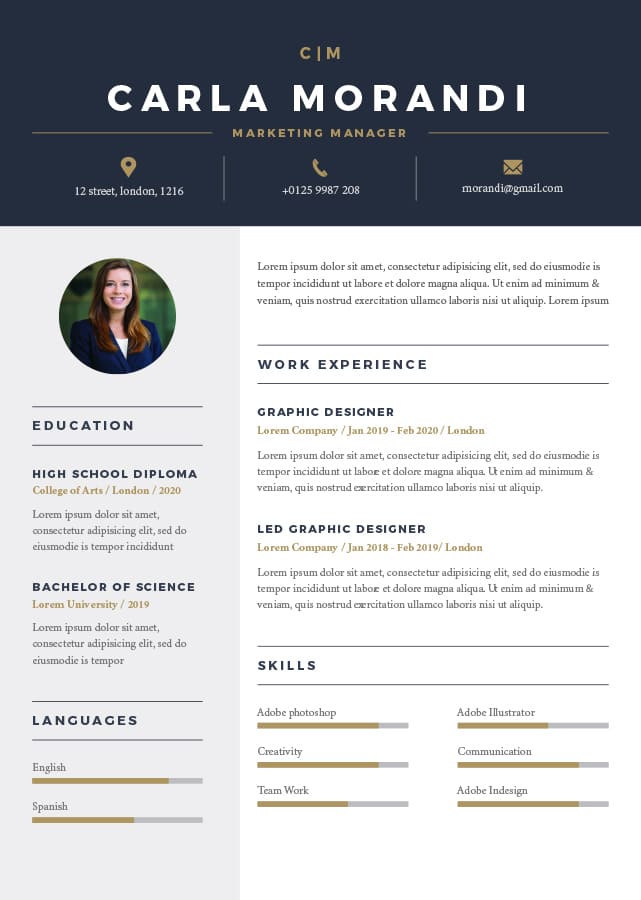 C|M
CARLA MORANDI
MARKETING MANAGER
12 street, london, 1216
+0125 9987 208
morandi@gmail.com
EDUCATION
HIGH SCHOOL DIPLOMA
College of Arts / London / 2020
Lorem ipsum dolor sit amet,
consectetur adipisicing elit, sed do
eiusmodie is tempor incididunt
BACHELOR OF SCIENCE
Lorem University / 2019
Lorem ipsum dolor sit amet,
consectetur adipisicing elit, sed do
eiusmodie is tempor
LANGUAGES
English
Spanish
Lorem ipsum dolor sit amet, consectetur adipisicing elit, sed do eiusmodie is
tempor incididunt ut labore et dolore magna aliqua. Ut enim ad minimum &
veniam, quis nostrud exercitation ullamco laboris nisi ut aliquip. Lorem ipsum
WORK EXPERIENCE
GRAPHIC DESIGNER
Lorem Company / Jan 2019 - Feb 2020 / London
Lorem ipsum dolor sit amet, consectetur adipisicing elit, sed do eiusmodie is
tempor incididunt ut labore et dolore magna aliqua. Ut enim ad minimum &
veniam, quis nostrud exercitation ullamco laboris nisi ut aliquip.
LED GRAPHIC DESIGNER
Lorem Company / Jan 2018 - Feb 2019/ London
Lorem ipsum dolor sit amet, consectetur adipisicing elit, sed do eiusmodie is
tempor incididunt ut labore et dolore magna aliqua. Ut enim ad minimum &
veniam, quis nostrud exercitation ullamco laboris nisi ut aliquip.
SKILLS
Adobe photoshop
Adobe Illustrator
Creativity
Communication
Team Work
Adobe Indesign